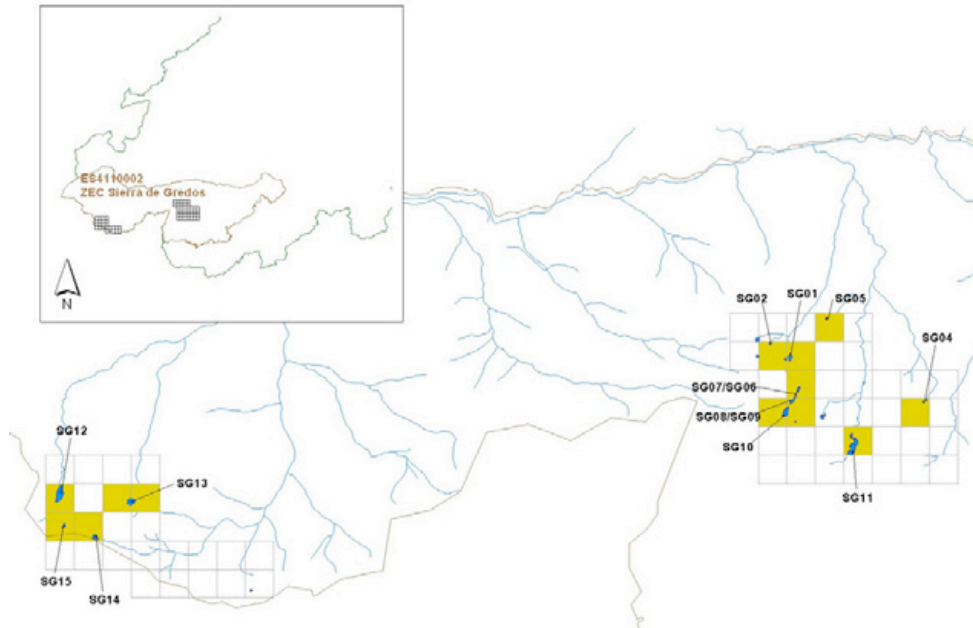 ES4110002
ZEC Sierra de Gredos
N
SG02
SG01
SG05
SG04
SG07/SG06
SG08/SG09
SG10
SG11
SG12
SG13
SG15
SG14